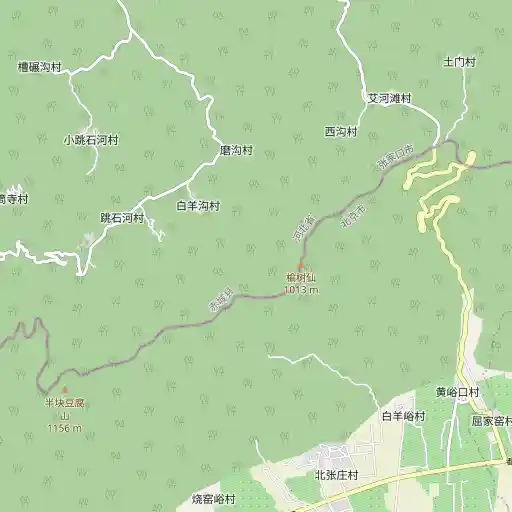 土门村
槽碾沟村
艾河滩村
西沟村
小跳石河村
磨沟村
张家口市
寺村
白羊沟村
跳石河村
河北省
北京市
榆树仙
1013 m
赤城县
半块豆腐
山
1156 m
黄峪口村
白羊峪村
屈家窑村
北张庄村
烧窑峪村